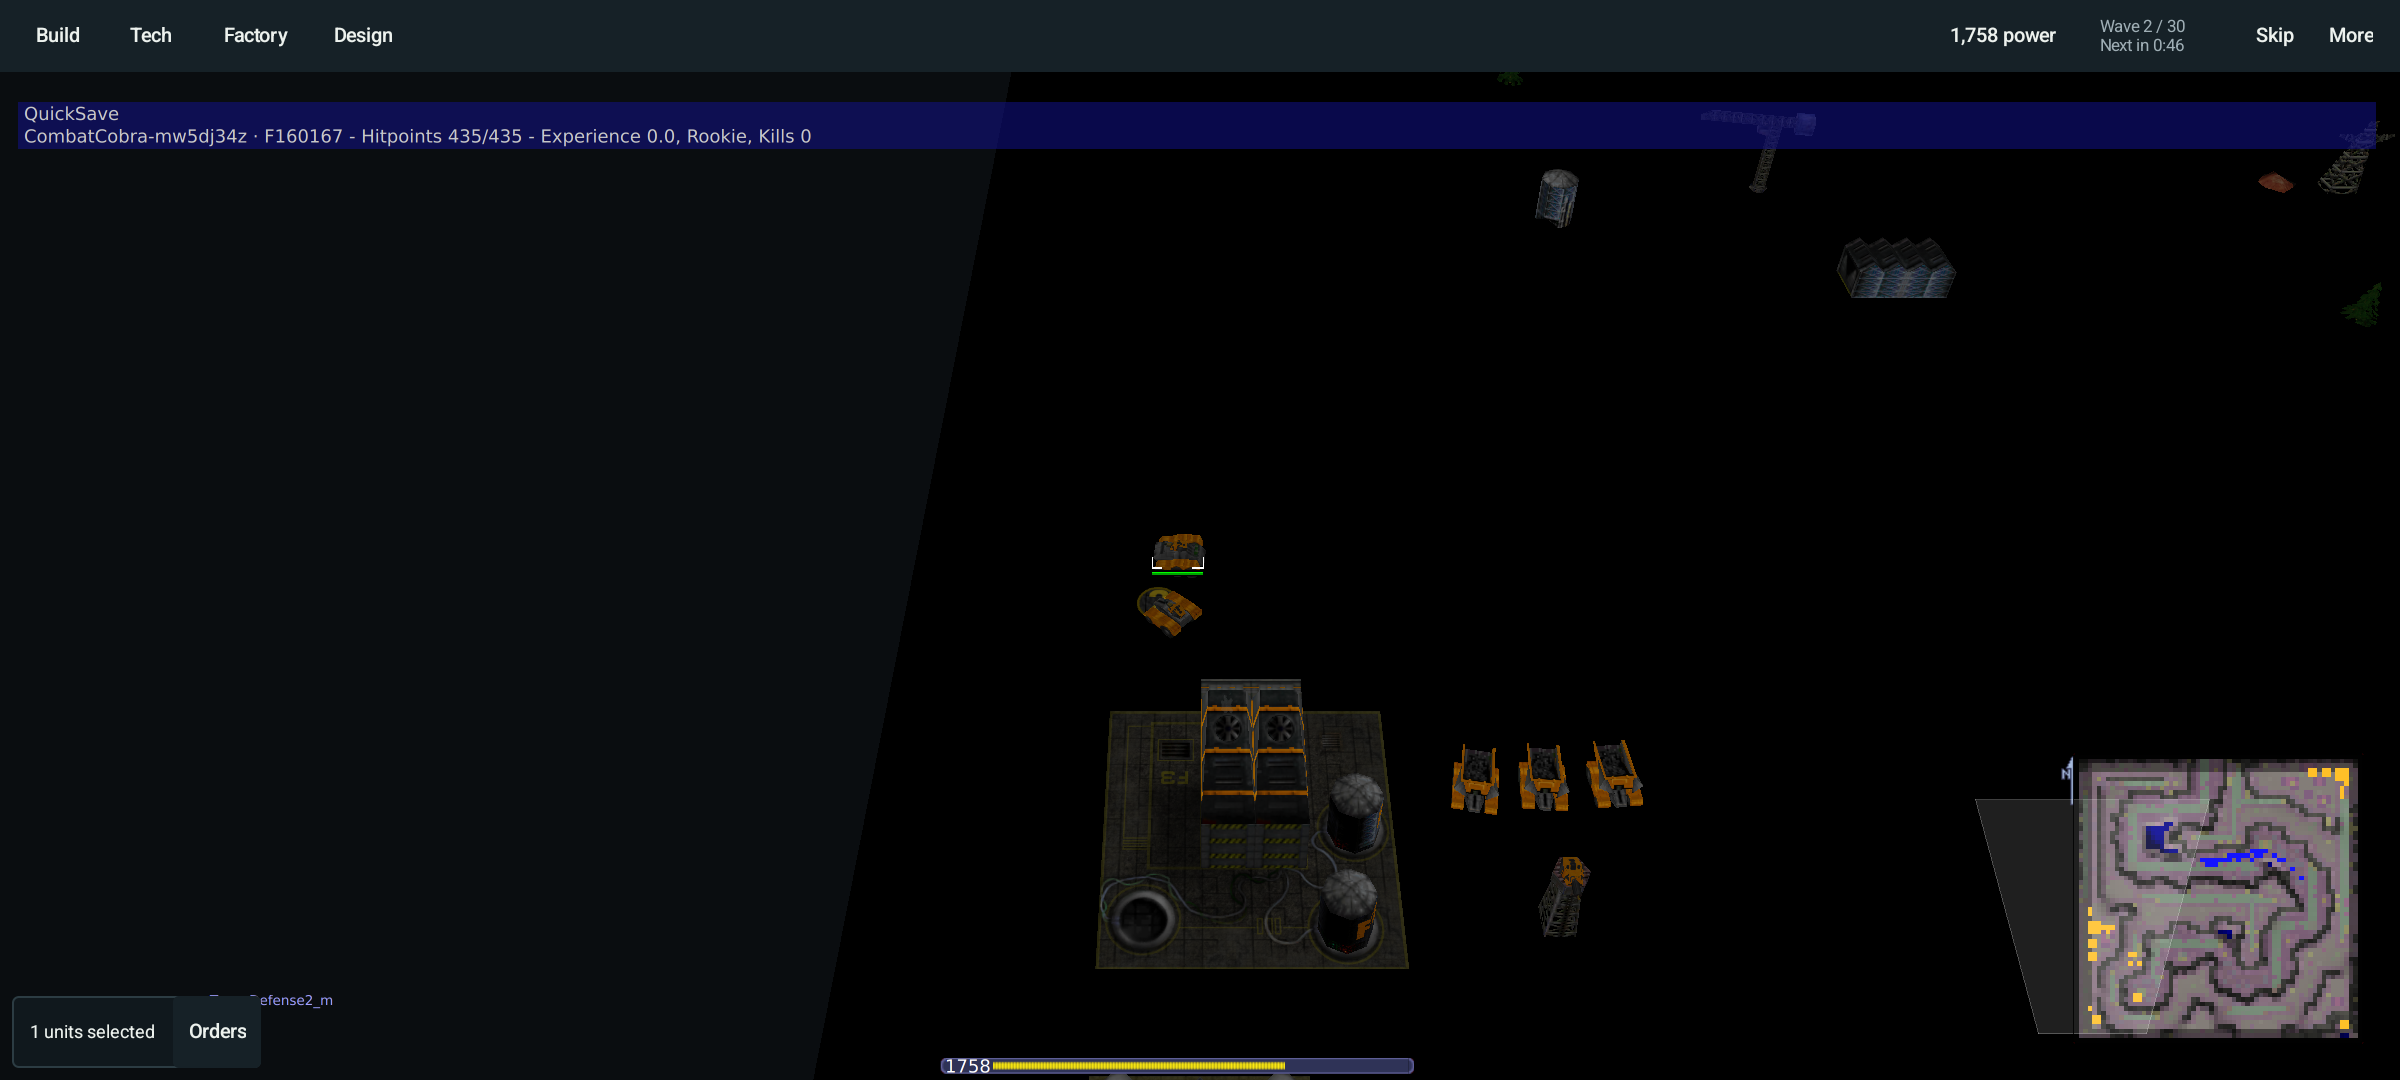 Build Tech Factory Design 1,758 power Wave 2 / 30 Skip More
Next in 0:46
QuickSave
CombatCobra-mw5dj34z · F160167 - Hitpoints 435/435 - Experience 0.0, Rookie, Kills 0
F3
F
N
efense2_m
1 units selected Orders
1758